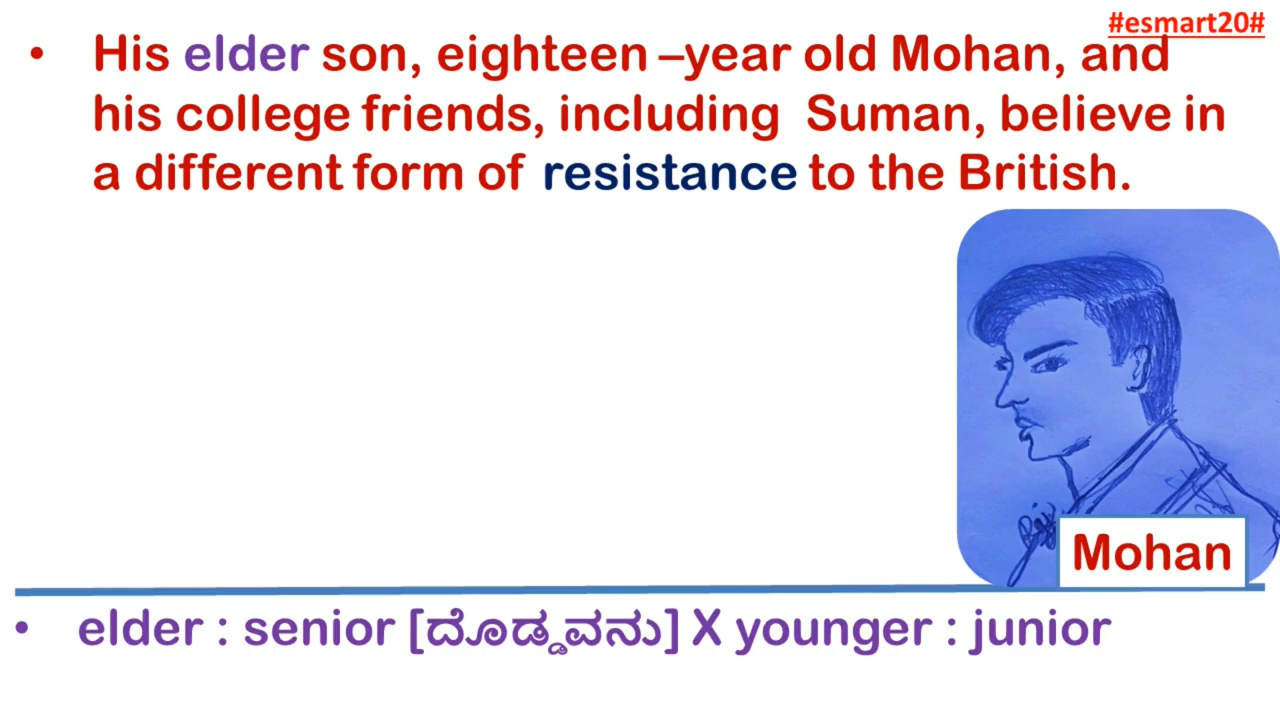 #esmart20#
• His elder son, eighteen –year old Mohan, and
his college friends, including Suman, believe in
a different form of resistance to the British.
Mohan
• elder : senior [ದೊಡ್ಡವನು] X younger : junior